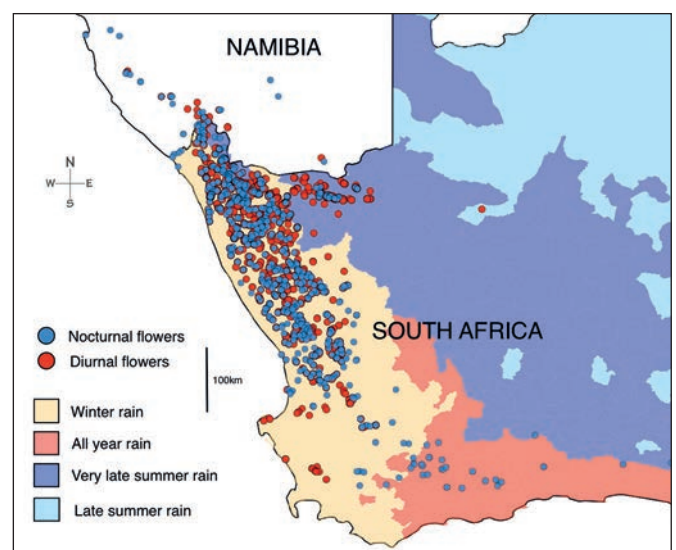 NAMIBIA
N
W E
S
SOUTH AFRICA
Nocturnal flowers
Diurnal flowers
100km
Winter rain
All year rain
Very late summer rain
Late summer rain